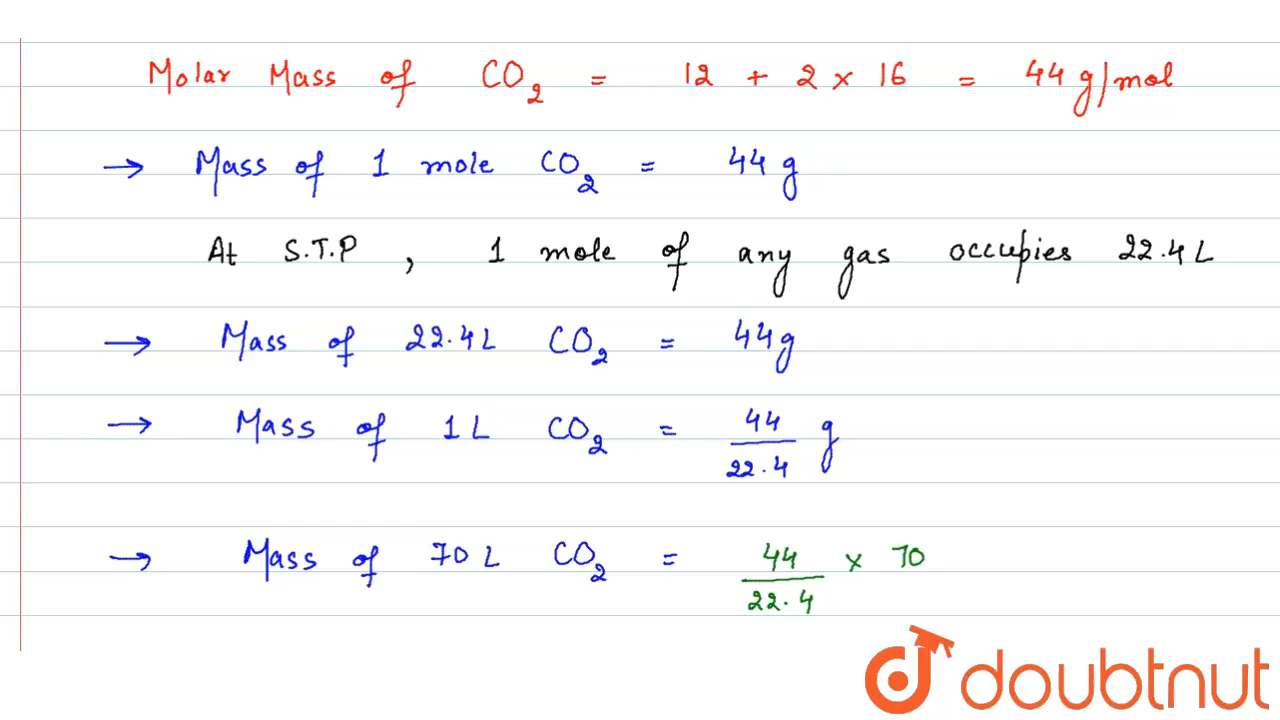 Molar Mass of CO₂ = 12 + 2 × 16 = 44 g/mol
→ Mass of 1 mole CO₂ = 44 g
At S.T.P, 1 mole of any gas occupies 22.4 L
→ Mass of 22.4 L CO₂ = 44 g
→ Mass of 1 L CO₂ = 44/22.4 g
→ Mass of 70 L CO₂ = 44/22.4 × 70
doubtnut